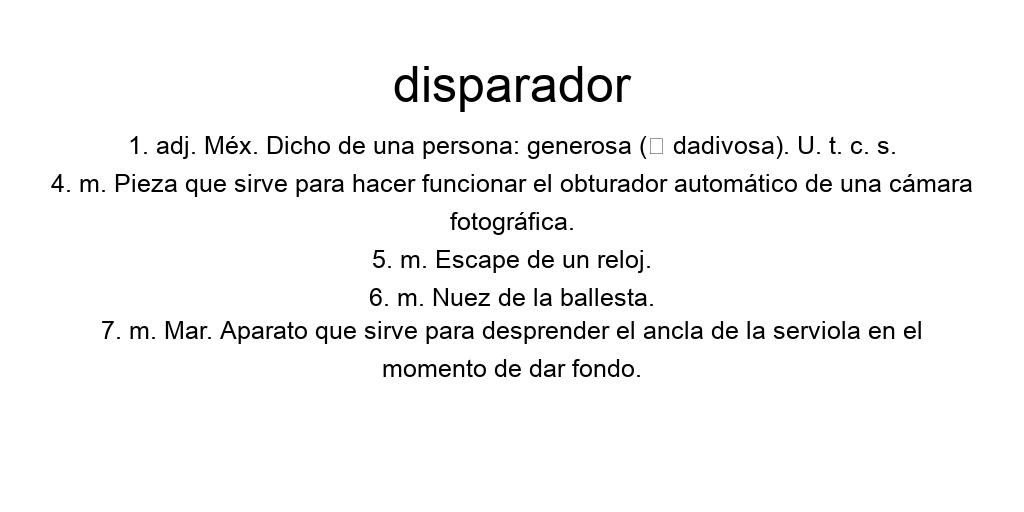 disparador
1. adj. Méx. Dicho de una persona: generosa (□ dadivosa). U. t. c. s.
4. m. Pieza que sirve para hacer funcionar el obturador automático de una cámara
fotográfica.
5. m. Escape de un reloj.
6. m. Nuez de la ballesta.
7. m. Mar. Aparato que sirve para desprender el ancla de la serviola en el
momento de dar fondo.